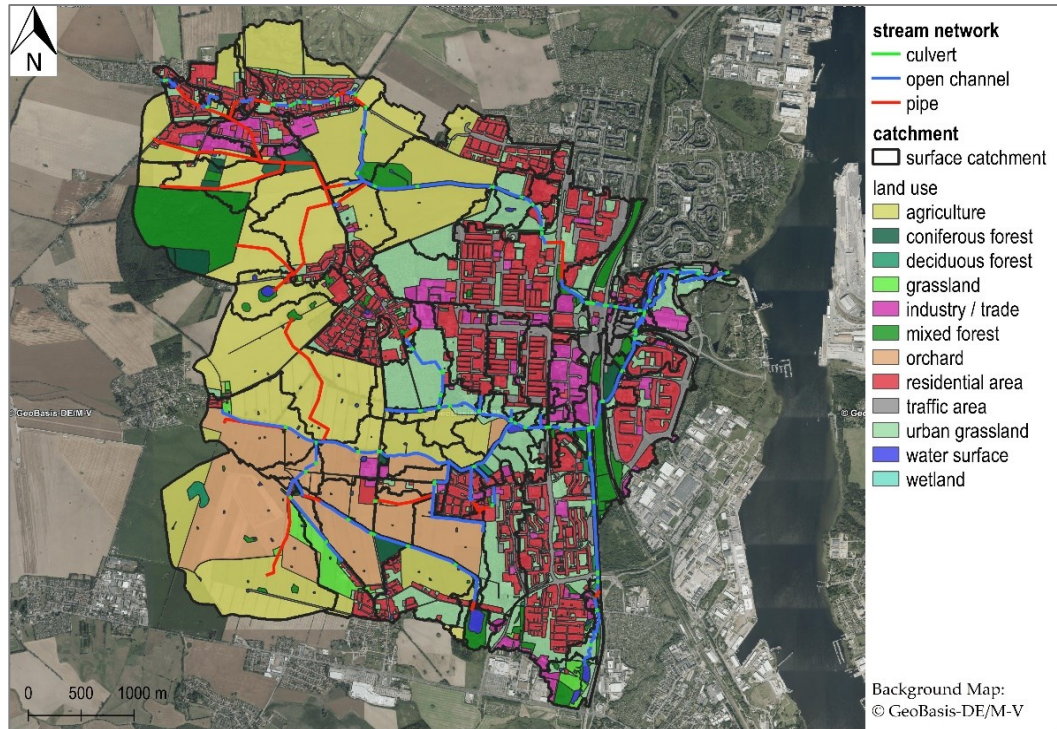 N
stream network
culvert
open channel
pipe
catchment
surface catchment
land use
agriculture
coniferous forest
deciduous forest
grassland
industry / trade
mixed forest
orchard
residential area
traffic area
urban grassland
water surface
wetland
© GeoBasis-DE/M-V
© GeoBasis-DE/M-V
© Ge
0 500 1000 m
Background Map:
© GeoBasis-DE/M-V